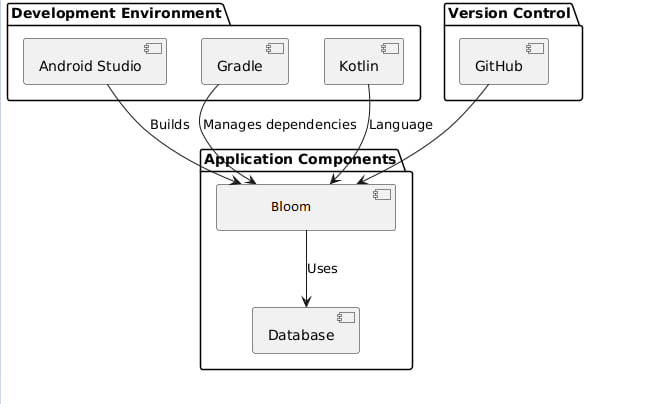 Development Environment
Version Control
Android Studio
Gradle
Kotlin
GitHub
Builds
Manages dependencies
Language
Application Components
Bloom
Uses
Database